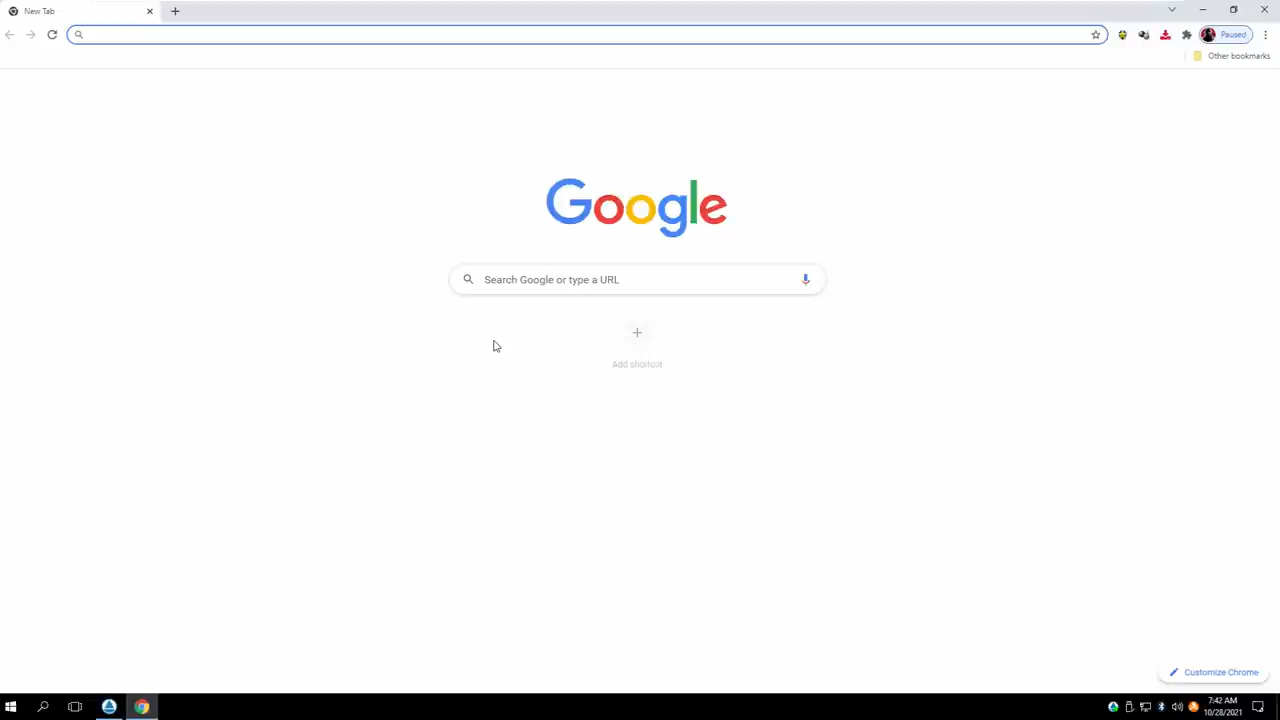 New Tab
Paused
Other bookmarks
Google
Search Google or type a URL
Add shortcut
Customize Chrome
7:42 AM
10/28/2021